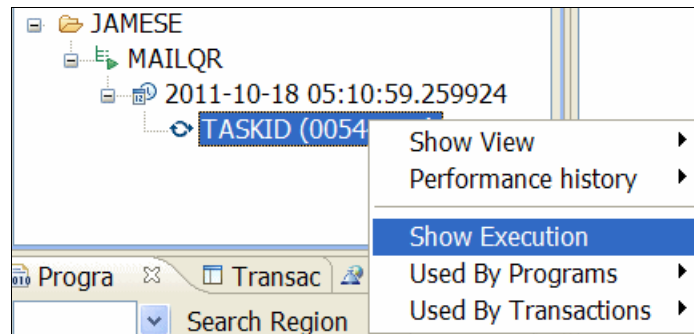 JAMESE
MAILQR
2011-10-18 05:10:59.259924
TASKID (0054
Show View
Performance history
Show Execution
Used By Programs
Used By Transactions
Progra
Transac
Search Region